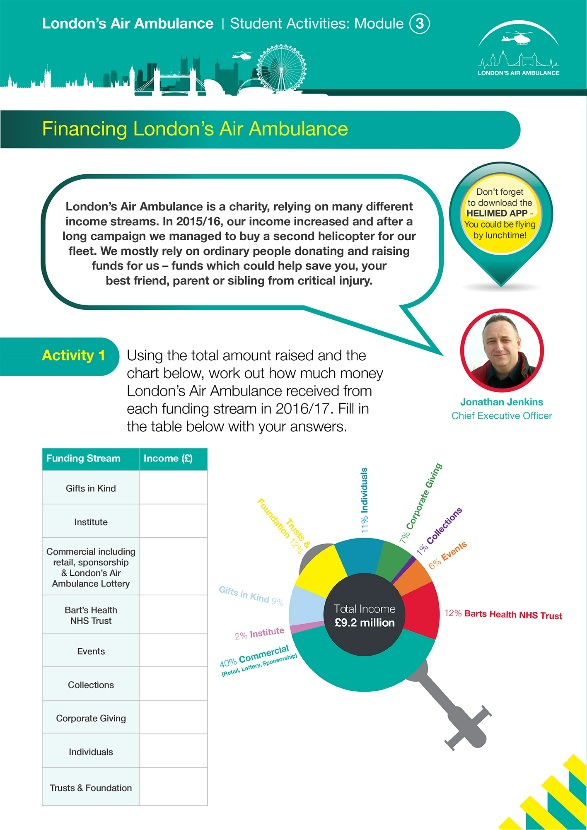 London's Air Ambulance | Student Activities: Module 3
LONDON'S AIR AMBULANCE
Financing London's Air Ambulance
London's Air Ambulance is a charity, relying on many different
income streams. In 2015/16, our income increased and after a
long campaign we managed to buy a second helicopter for our
fleet. We mostly rely on ordinary people donating and raising
funds for us – funds which could help save you, your
best friend, parent or sibling from critical injury.
Don't forget
to download the
HELIMED APP -
You could be flying
by lunchtime!
Jonathan Jenkins
Chief Executive Officer
Activity 1
Using the total amount raised and the
chart below, work out how much money
London's Air Ambulance received from
each funding stream in 2016/17. Fill in
the table below with your answers.
Funding Stream Income (£)
Gifts in Kind
Institute
Commercial including
retail, sponsorship
& London's Air
Ambulance Lottery
Bart's Health
NHS Trust
Events
Collections
Corporate Giving
Individuals
Trusts & Foundation
Trusts &
Foundation 12%
11% Individuals
7% Corporate Giving
1% Collections
6% Events
12% Barts Health NHS Trust
Gifts in Kind 9%
2% Institute
40% Commercial
(Retail, Lottery, Sponsorship)
Total Income
£9.2 million